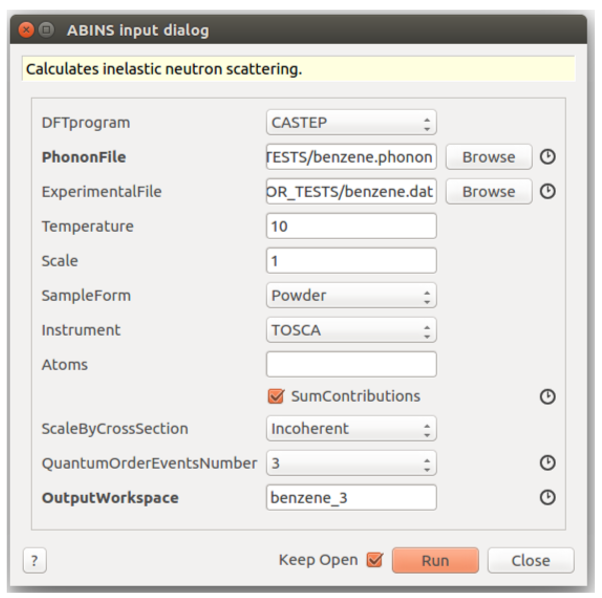 ABINS input dialog
Calculates inelastic neutron scattering.
DFTprogram CASTEP
PhononFile TESTS/benzene.phonon Browse
ExperimentalFile OR_TESTS/benzene.dat Browse
Temperature 10
Scale 1
SampleForm Powder
Instrument TOSCA
Atoms
SumContributions
ScaleByCrossSection Incoherent
QuantumOrderEventsNumber 3
OutputWorkspace benzene_3
? Keep Open Run Close